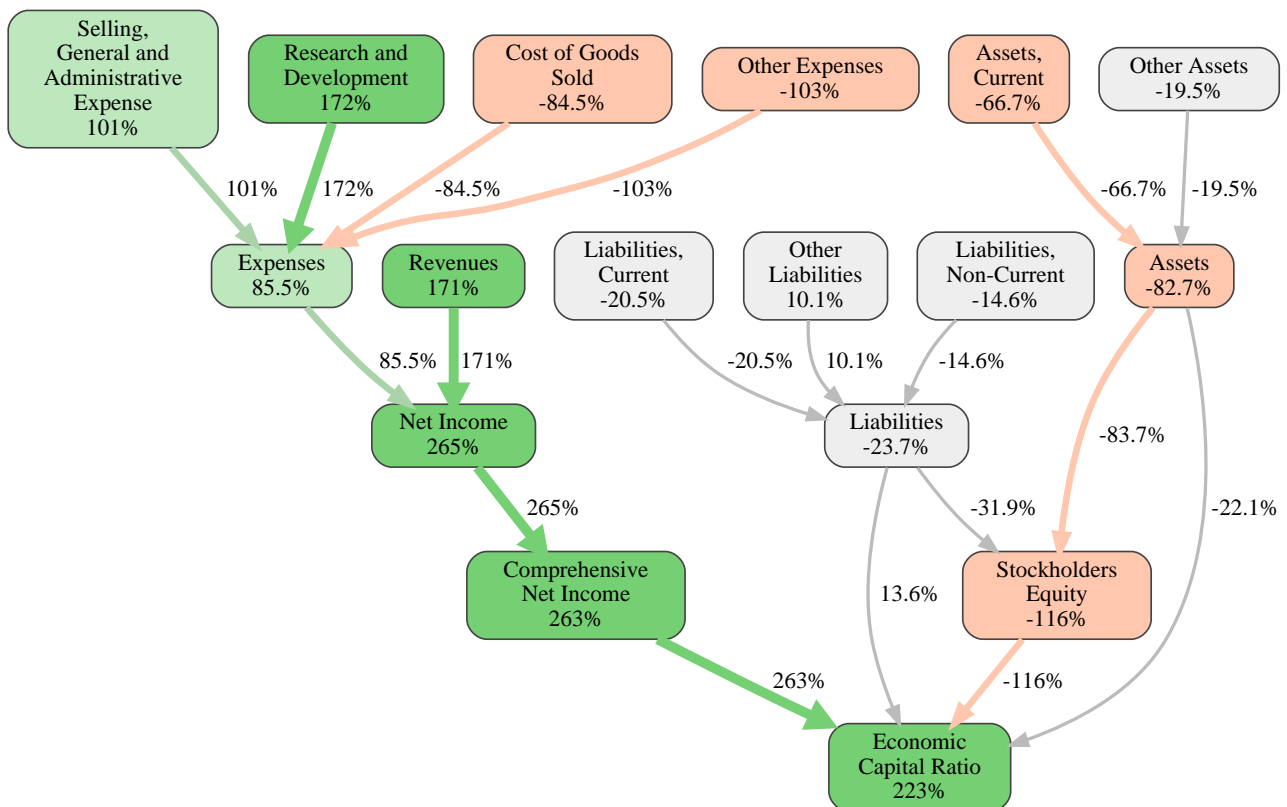 Selling,
General and
Administrative
Expense
101%
Research and
Development
172%
Cost of Goods
Sold
-84.5%
Other Expenses
-103%
Assets,
Current
-66.7%
Other Assets
-19.5%
101%
172%
-84.5%
-103%
-66.7%
-19.5%
Expenses
85.5%
Revenues
171%
Liabilities,
Current
-20.5%
Other
Liabilities
10.1%
Liabilities,
Non-Current
-14.6%
Assets
-82.7%
85.5%
171%
-20.5%
10.1%
-14.6%
Net Income
265%
Liabilities
-23.7%
-83.7%
265%
-31.9%
-22.1%
Comprehensive
Net Income
263%
13.6%
Stockholders
Equity
-116%
263%
-116%
Economic
Capital Ratio
223%